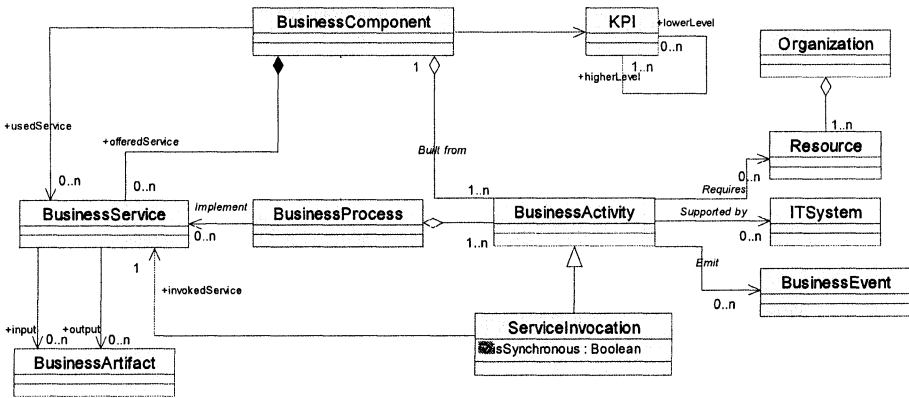 BusinessComponent
KPI
+lowerLevel
0..n
1..n
+higherLevel
Organization
1
1..n
+usedService
+offeredService
Built from
Resource
0..n
0..n
0..n
1..n
Requires
BusinessService
Implement
0..n
BusinessProcess
1..n
BusinessActivity
Supported by
0..n
ITSystem
1
+invokedService
Emit
0..n
BusinessEvent
+input
0..n
+output
0..n
ServiceInvocation
isSynchronous : Boolean
BusinessArtifact